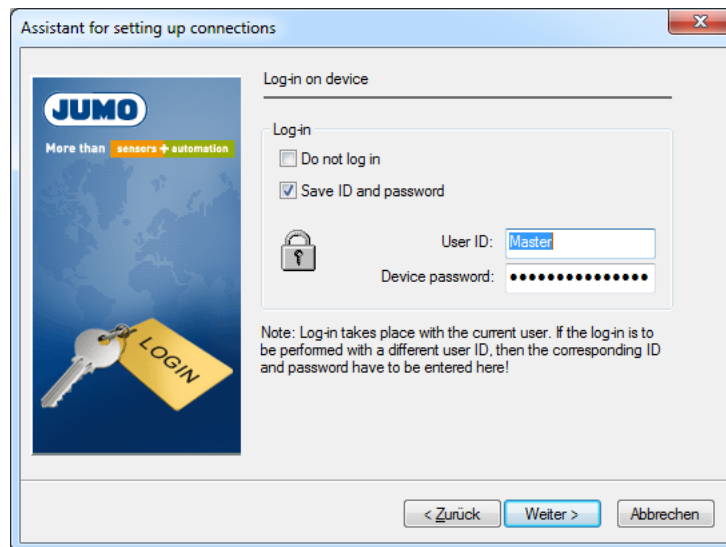 Assistant for setting up connections
JUMO
More than sensors + automation
LOGIN
Log-in on device
Log-in
Do not log in
Save ID and password
User ID: Master
Device password: ●●●●●●●●●●●●●●●
Note: Log-in takes place with the current user. If the log-in is to
be performed with a different user ID, then the corresponding ID
and password have to be entered here!
< Zurück Weiter > Abbrechen